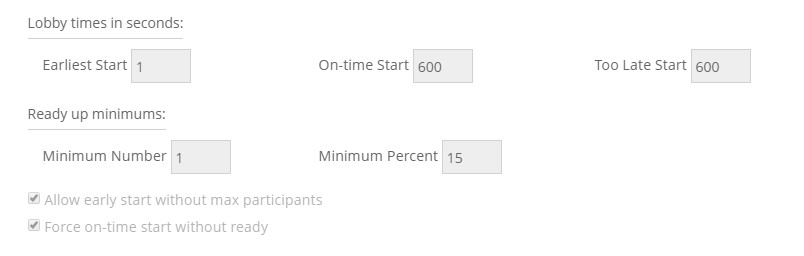 Lobby times in seconds:
Earliest Start 1 On-time Start 600 Too Late Start 600
Ready up minimums:
Minimum Number 1 Minimum Percent 15
Allow early start without max participants
Force on-time start without ready